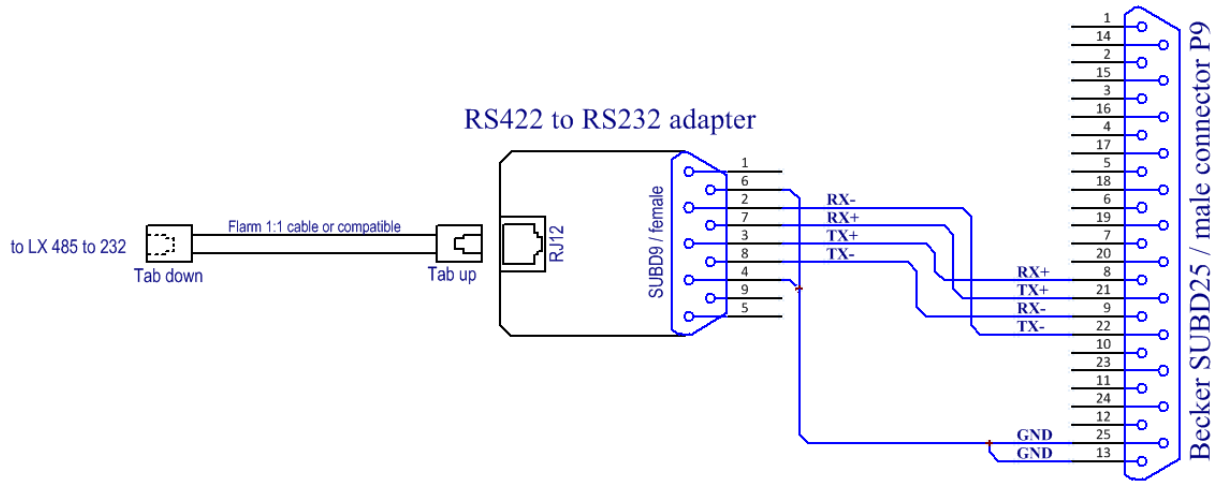 RS422 to RS232 adapter
to LX 485 to 232
Tab down
Flarm 1:1 cable or compatible
Tab up
RJ12
SUBD9 / female
1
6
2
7
3
8
4
9
5
RX-
RX+
TX+
TX-
RX+
TX+
RX-
TX-
GND
GND
1
14
2
15
3
16
4
17
5
18
6
19
7
20
8
21
9
22
10
23
11
24
12
25
13
Becker SUBD25 / male connector P9